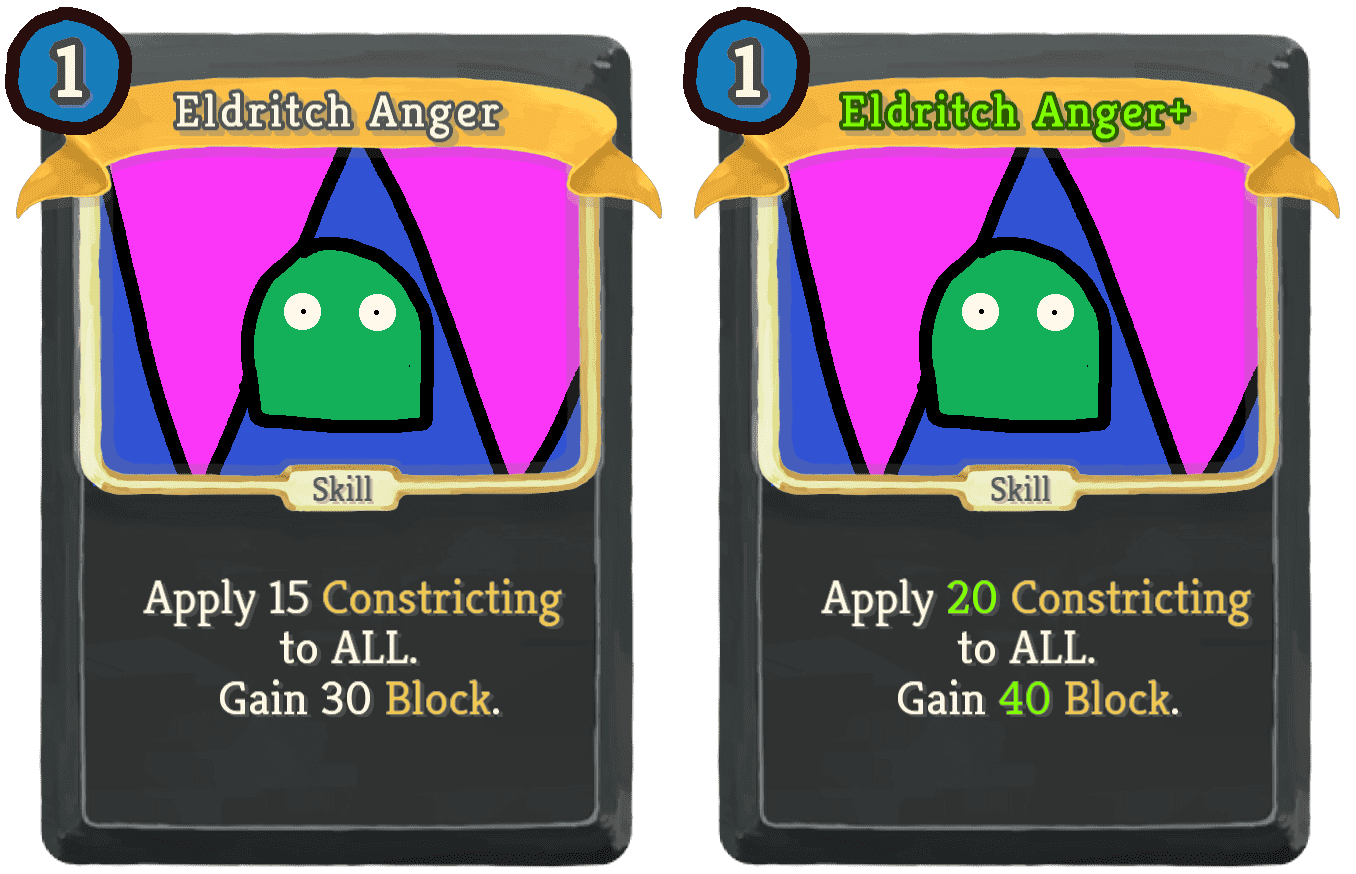 1
Eldritch Anger
Skill
Apply 15 Constricting
to ALL.
Gain 30 Block.
1
Eldritch Anger+
Skill
Apply 20 Constricting
to ALL.
Gain 40 Block.